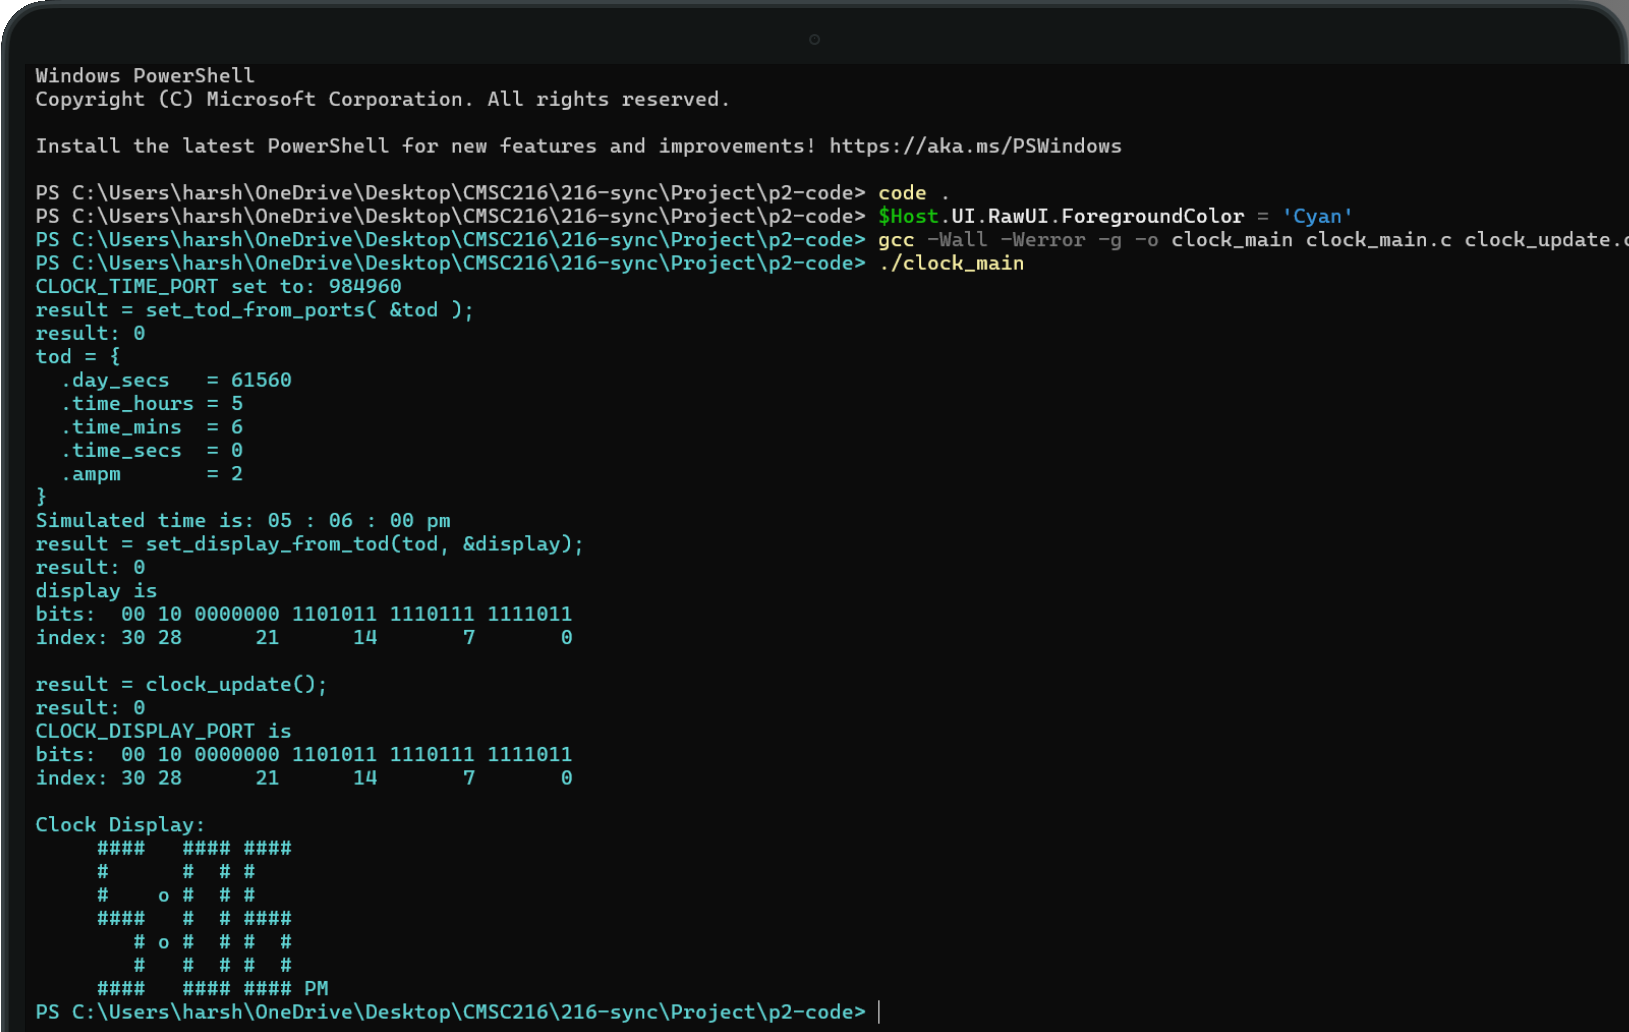 Windows PowerShell
Copyright (C) Microsoft Corporation. All rights reserved.

Install the latest PowerShell for new features and improvements! https://aka.ms/PSWindows

PS C:\Users\harsh\OneDrive\Desktop\CMSC216\216-sync\Project\p2-code> code .
PS C:\Users\harsh\OneDrive\Desktop\CMSC216\216-sync\Project\p2-code> $Host.UI.RawUI.ForegroundColor = 'Cyan'
PS C:\Users\harsh\OneDrive\Desktop\CMSC216\216-sync\Project\p2-code> gcc -Wall -Werror -g -o clock_main clock_main.c clock_update.c
PS C:\Users\harsh\OneDrive\Desktop\CMSC216\216-sync\Project\p2-code> ./clock_main
CLOCK_TIME_PORT set to: 984960
result = set_tod_from_ports( &tod );
result: 0
tod = {
  .day_secs   = 61560
  .time_hours = 5
  .time_mins  = 6
  .time_secs  = 0
  .ampm       = 2
}
Simulated time is: 05 : 06 : 00 pm
result = set_display_from_tod(tod, &display);
result: 0
display is
bits:  00 10 0000000 1101011 1110111 1111011
index: 30 28      21      14       7       0

result = clock_update();
result: 0
CLOCK_DISPLAY_PORT is
bits:  00 10 0000000 1101011 1110111 1111011
index: 30 28      21      14       7       0

Clock Display:
     ####   #### ####
     #      #  # #
     #    o #  # #
     ####   #  # ####
        # o #  # #  #
        #   #  # #  #
     ####   #### #### PM
PS C:\Users\harsh\OneDrive\Desktop\CMSC216\216-sync\Project\p2-code>